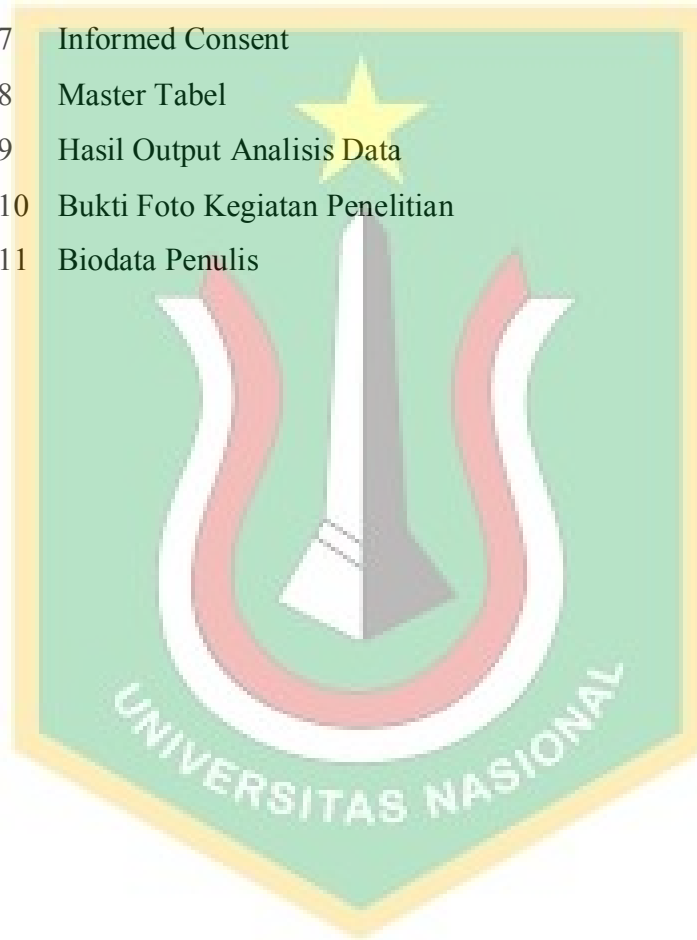 7 Informed Consent
8 Master Tabel
9 Hasil Output Analisis Data
10 Bukti Foto Kegiatan Penelitian
11 Biodata Penulis
UNIVERSITAS NASIONAL